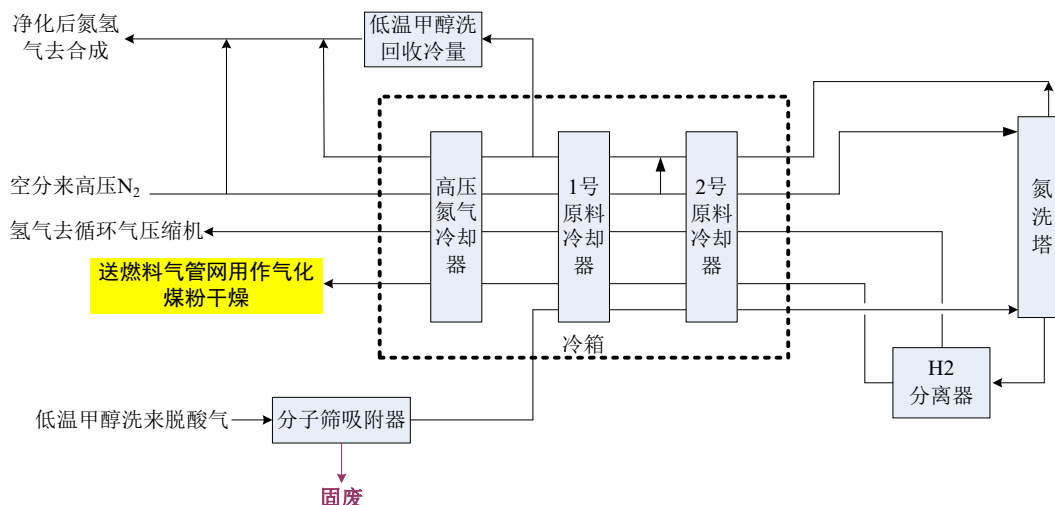 净化后氮氢
气去合成
低温甲醇洗
回收冷量
空分来高压N₂
氢气去循环气压缩机
送燃料气管网用作气化
煤粉干燥
高压
氮气
冷却
器
1号
原料
冷却
器
2号
原料
冷却
器
氮
洗
塔
冷箱
H2
分离器
低温甲醇洗来脱酸气
分子筛吸附器
固废